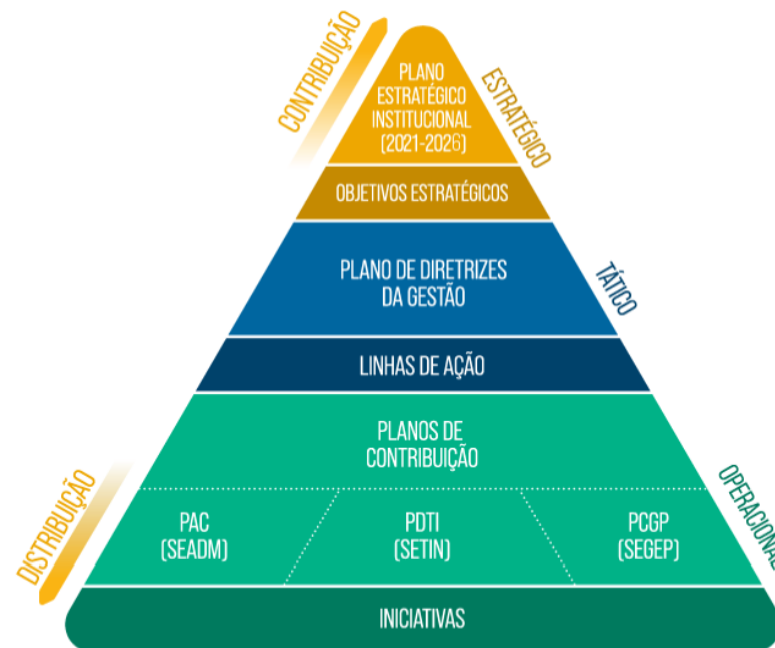 CONTRIBUIÇÃO
PLANO
ESTRATÉGICO
INSTITUCIONAL
(2021-2026)
ESTRATÉGICO
OBJETIVOS ESTRATÉGICOS
PLANO DE DIRETRIZES
DA GESTÃO
TÁTICO
LINHAS DE AÇÃO
PLANOS DE
CONTRIBUIÇÃO
DISTRIBUIÇÃO
PAC
(SEADM)
PDTI
(SETIN)
PCGP
(SEGEP)
OPERACIONAL
INICIATIVAS